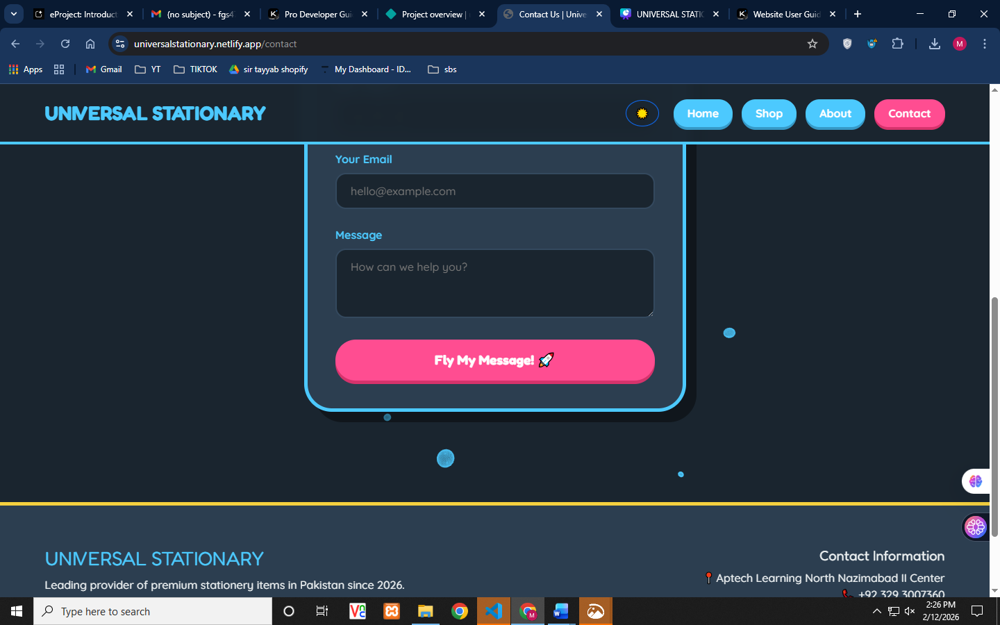 eProject: Introduct
(no subject) - fgs4
Pro Developer Gui
Project overview |
Contact Us | Unive
UNIVERSAL STATIC
Website User Guid
universalstationary.netlify.app/contact
M
Apps
Gmail
YT
TIKTOK
sir tayyab shopify
My Dashboard - ID...
sbs
UNIVERSAL STATIONARY
Home
Shop
About
Contact
Your Email
hello@example.com
Message
How can we help you?
Fly My Message! 🚀
UNIVERSAL STATIONARY
Leading provider of premium stationery items in Pakistan since 2026.
Contact Information
📍 Aptech Learning North Nazimabad II Center
📞 +92 329 3007360
Type here to search
2:26 PM
2/12/2026